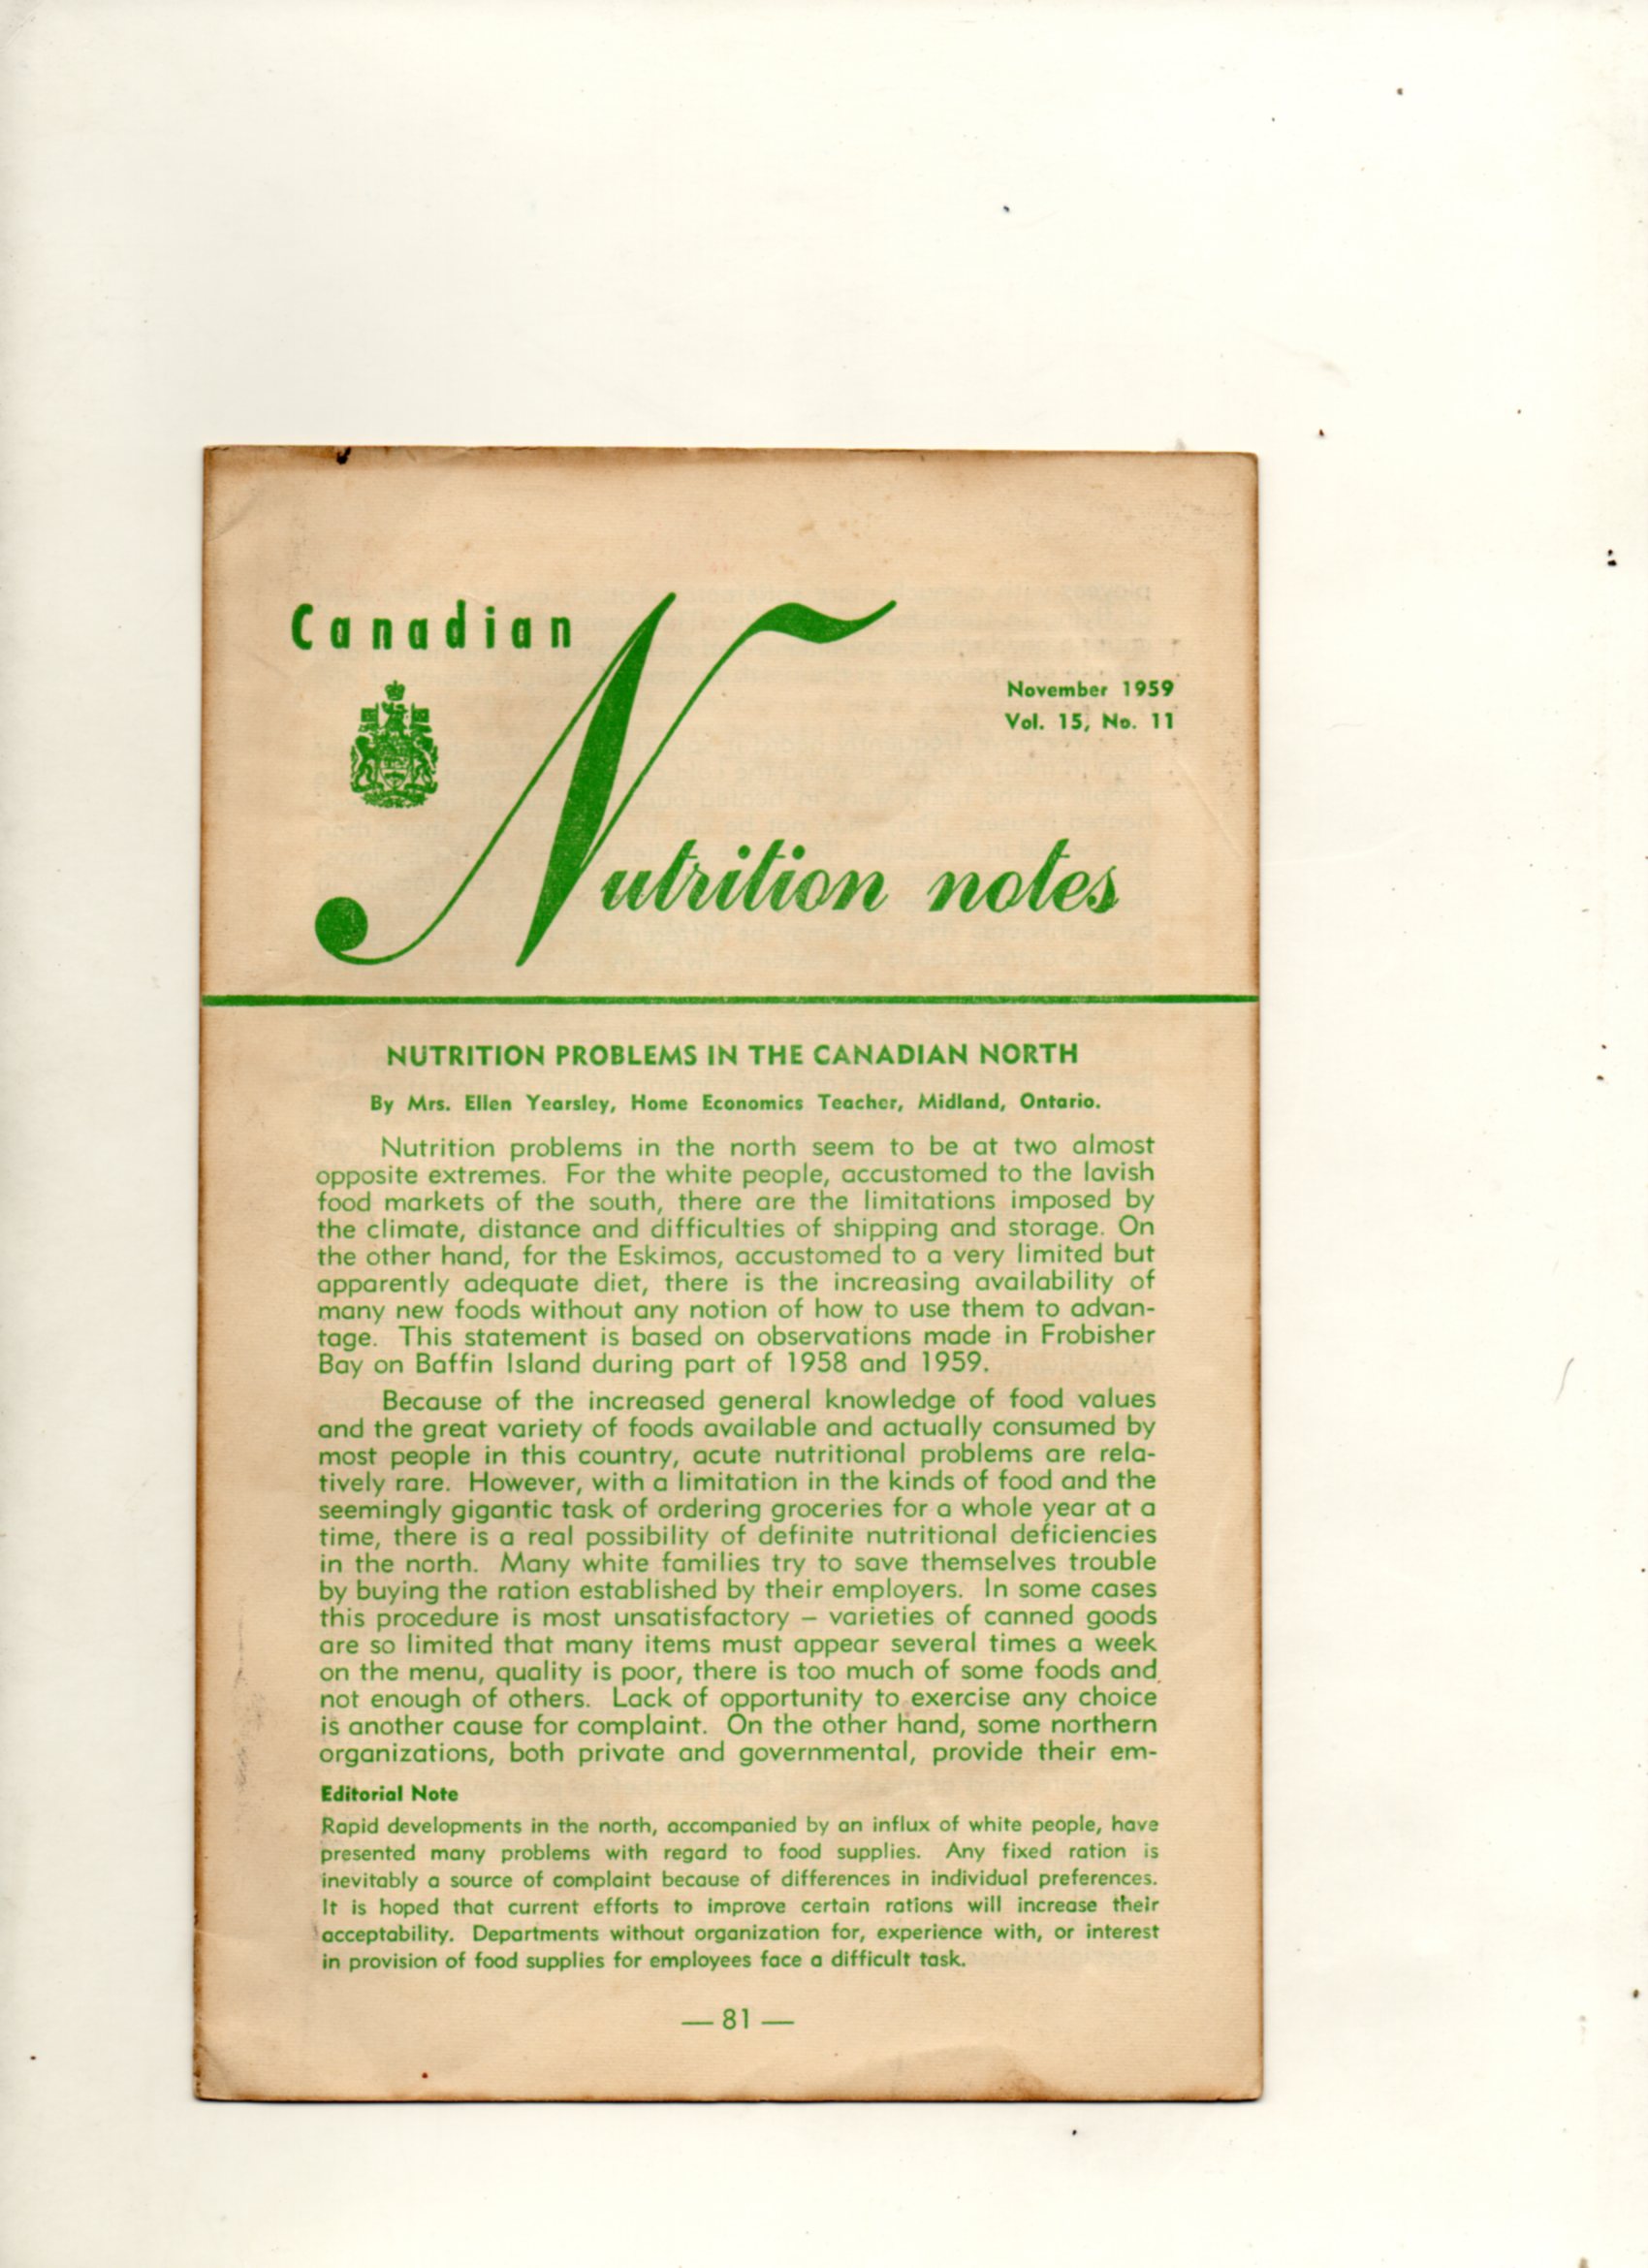 Canadian
November 1959
Vol. 15, No. 11
Nutrition notes
NUTRITION PROBLEMS IN THE CANADIAN NORTH
By Mrs. Ellen Yearsley, Home Economics Teacher, Midland, Ontario.
Nutrition problems in the north seem to be at two almost
opposite extremes. For the white people, accustomed to the lavish
food markets of the south, there are the limitations imposed by
the climate, distance and difficulties of shipping and storage. On
the other hand, for the Eskimos, accustomed to a very limited but
apparently adequate diet, there is the increasing availability of
many new foods without any notion of how to use them to advan-
tage. This statement is based on observations made in Frobisher
Bay on Baffin Island during part of 1958 and 1959.
Because of the increased general knowledge of food values
and the great variety of foods available and actually consumed by
most people in this country, acute nutritional problems are rela-
tively rare. However, with a limitation in the kinds of food and the
seemingly gigantic task of ordering groceries for a whole year at a
time, there is a real possibility of definite nutritional deficiencies
in the north. Many white families try to save themselves trouble
by buying the ration established by their employers. In some cases
this procedure is most unsatisfactory – varieties of canned goods
are so limited that many items must appear several times a week
on the menu, quality is poor, there is too much of some foods and
not enough of others. Lack of opportunity to exercise any choice
is another cause for complaint. On the other hand, some northern
organizations, both private and governmental, provide their em-
Editorial Note
Rapid developments in the north, accompanied by an influx of white people, have
presented many problems with regard to food supplies. Any fixed ration is
inevitably a source of complaint because of differences in individual preferences.
It is hoped that current efforts to improve certain rations will increase their
acceptability. Departments without organization for, experience with, or interest
in provision of food supplies for employees face a difficult task.
— 81 —